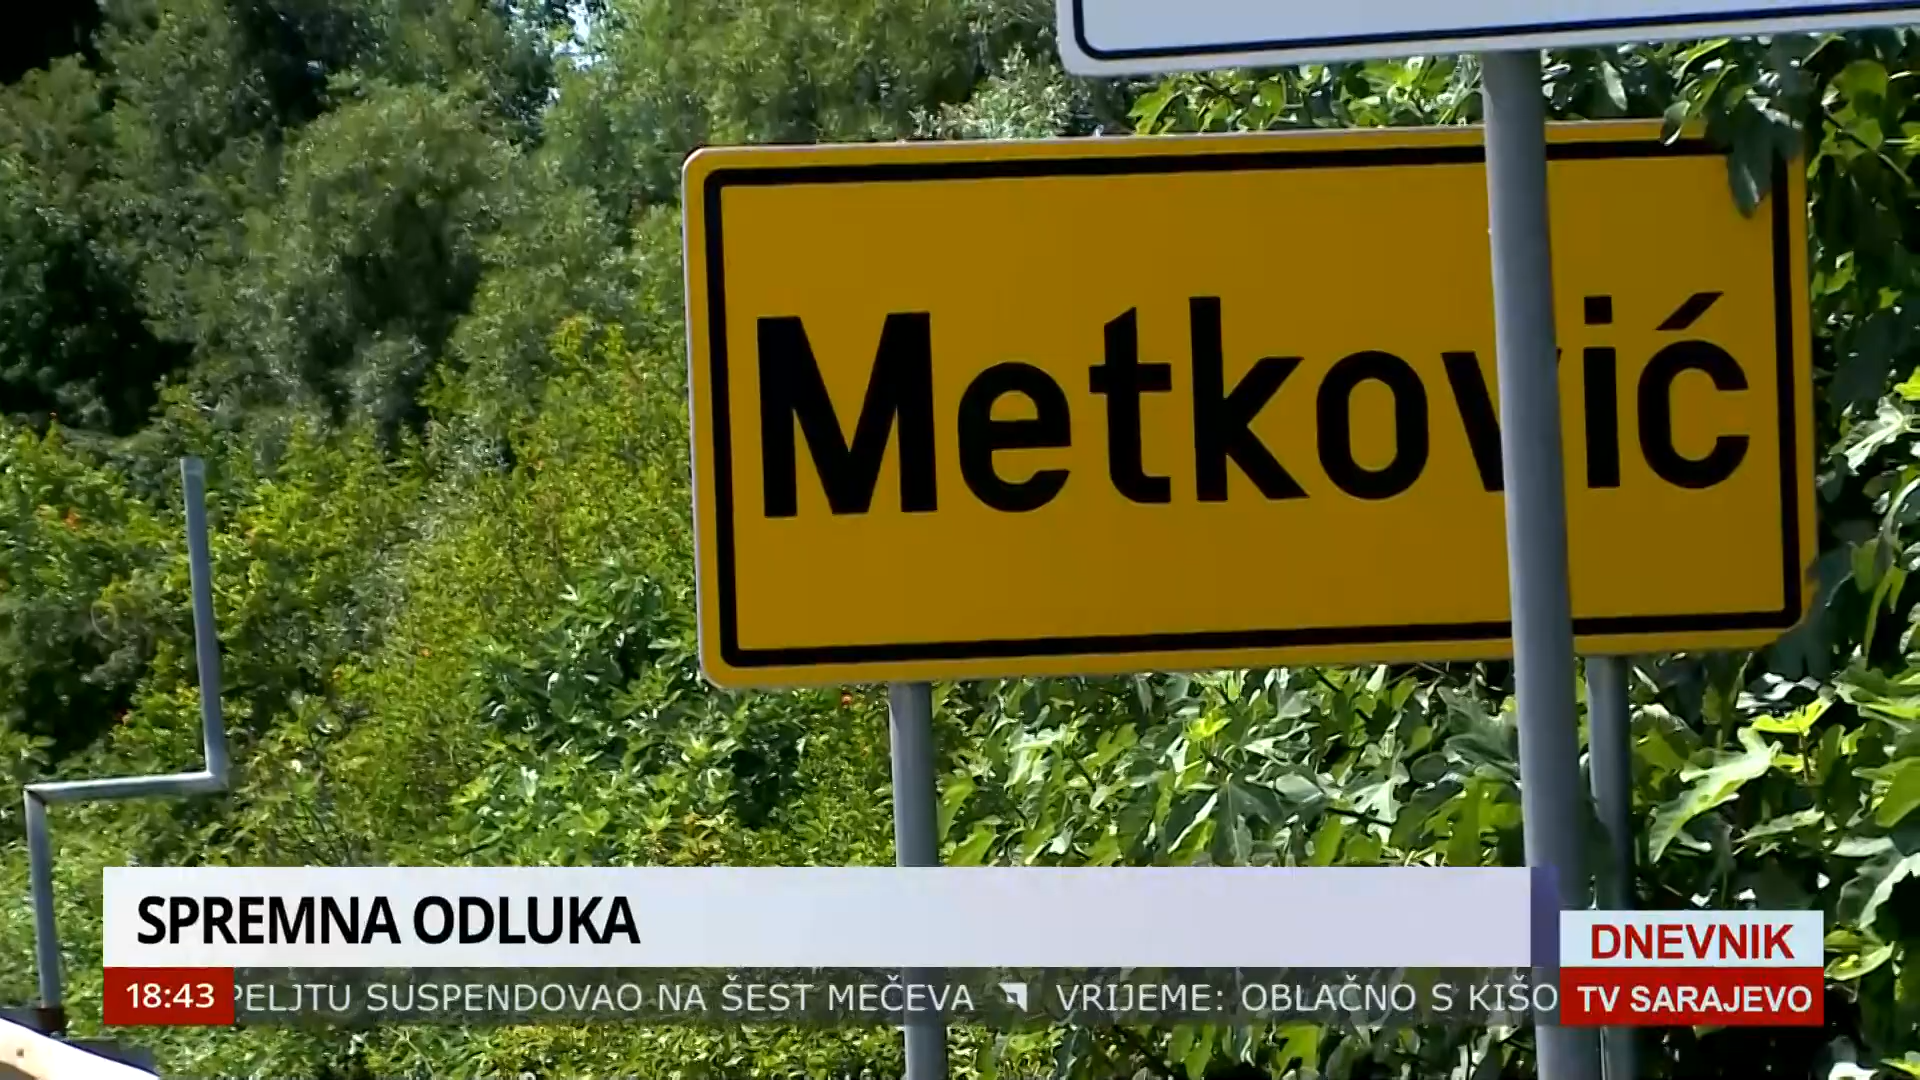 Metković
SPREMNA ODLUKA
DNEVNIK
18:43 PELJTU SUSPENDOVAO NA ŠEST MEČEVA VRIJEME: OBLAČNO S KIŠO
TV SARAJEVO